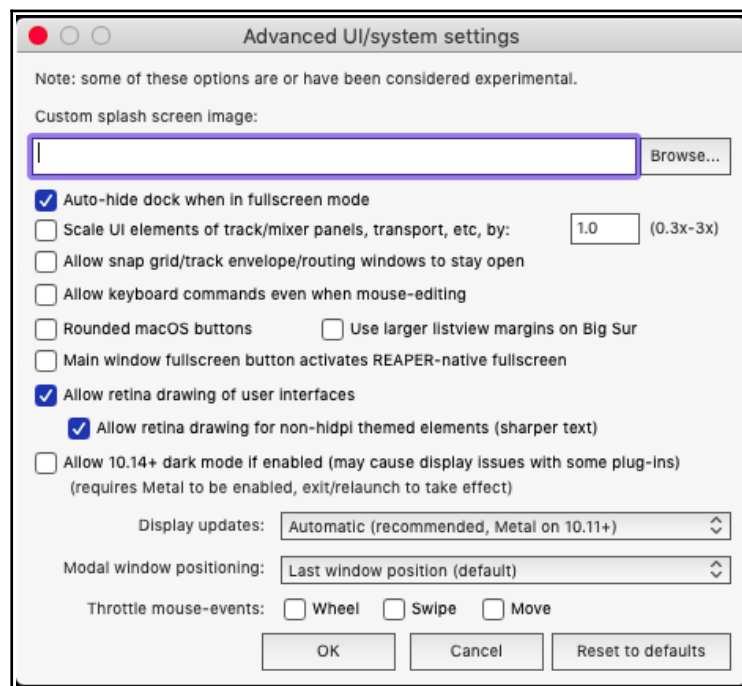 Advanced UI/system settings
Note: some of these options are or have been considered experimental.
Custom splash screen image:
Browse...
Auto-hide dock when in fullscreen mode
Scale UI elements of track/mixer panels, transport, etc, by: 1.0 (0.3x-3x)
Allow snap grid/track envelope/routing windows to stay open
Allow keyboard commands even when mouse-editing
Rounded macOS buttons Use larger listview margins on Big Sur
Main window fullscreen button activates REAPER-native fullscreen
Allow retina drawing of user interfaces
Allow retina drawing for non-hidpi themed elements (sharper text)
Allow 10.14+ dark mode if enabled (may cause display issues with some plug-ins)
(requires Metal to be enabled, exit/relaunch to take effect)
Display updates: Automatic (recommended, Metal on 10.11+)
Modal window positioning: Last window position (default)
Throttle mouse-events: Wheel Swipe Move
OK Cancel Reset to defaults